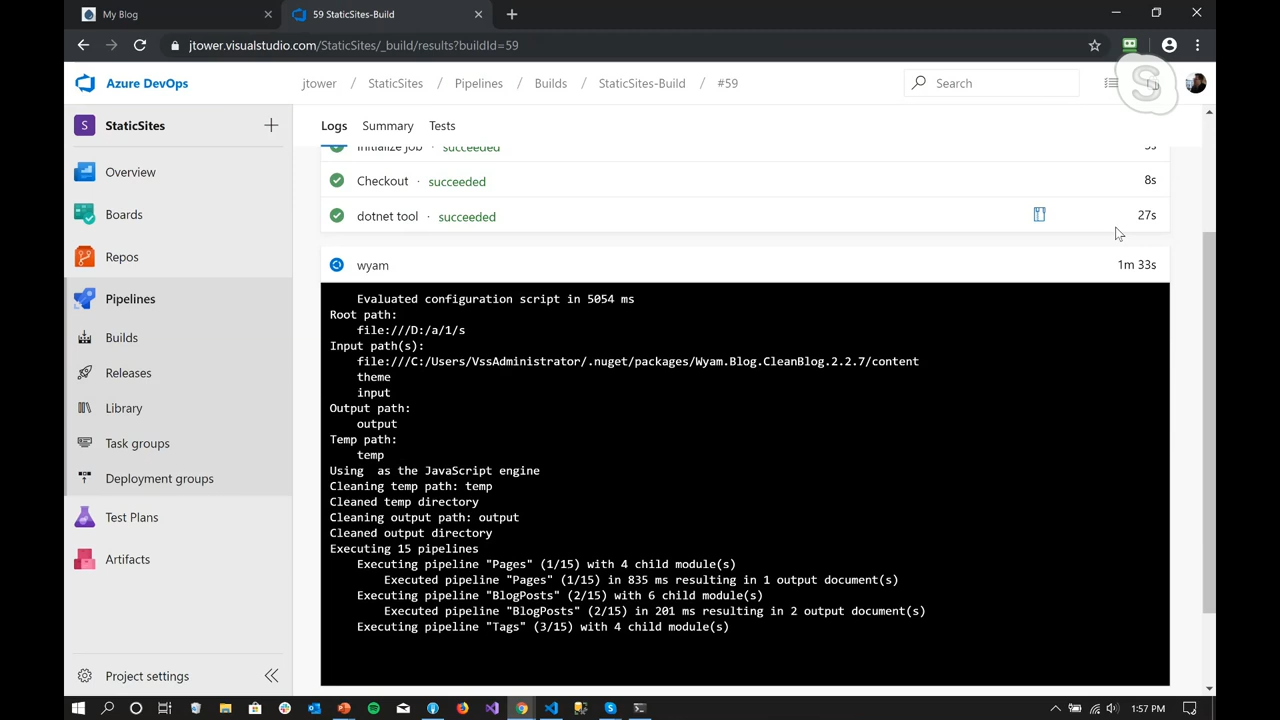 My Blog
59 StaticSites-Build
jtower.visualstudio.com/StaticSites/_build/results?buildId=59
Azure DevOps
jtower / StaticSites / Pipelines / Builds / StaticSites-Build / #59
Search
S StaticSites
Logs Summary Tests
Overview
Boards
Repos
Pipelines
Builds
Releases
Library
Task groups
Deployment groups
Test Plans
Artifacts
Project settings
Initialize job · succeeded
Checkout · succeeded 8s
dotnet tool · succeeded 27s
wyam 1m 33s
Evaluated configuration script in 5054 ms
Root path:
file:///D:/a/1/s
Input path(s):
file:///C:/Users/VssAdministrator/.nuget/packages/Wyam.Blog.CleanBlog.2.2.7/content
theme
input
Output path:
output
Temp path:
temp
Using as the JavaScript engine
Cleaning temp path: temp
Cleaned temp directory
Cleaning output path: output
Cleaned output directory
Executing 15 pipelines
Executing pipeline "Pages" (1/15) with 4 child module(s)
Executed pipeline "Pages" (1/15) in 835 ms resulting in 1 output document(s)
Executing pipeline "BlogPosts" (2/15) with 6 child module(s)
Executed pipeline "BlogPosts" (2/15) in 201 ms resulting in 2 output document(s)
Executing pipeline "Tags" (3/15) with 4 child module(s)
1:57 PM